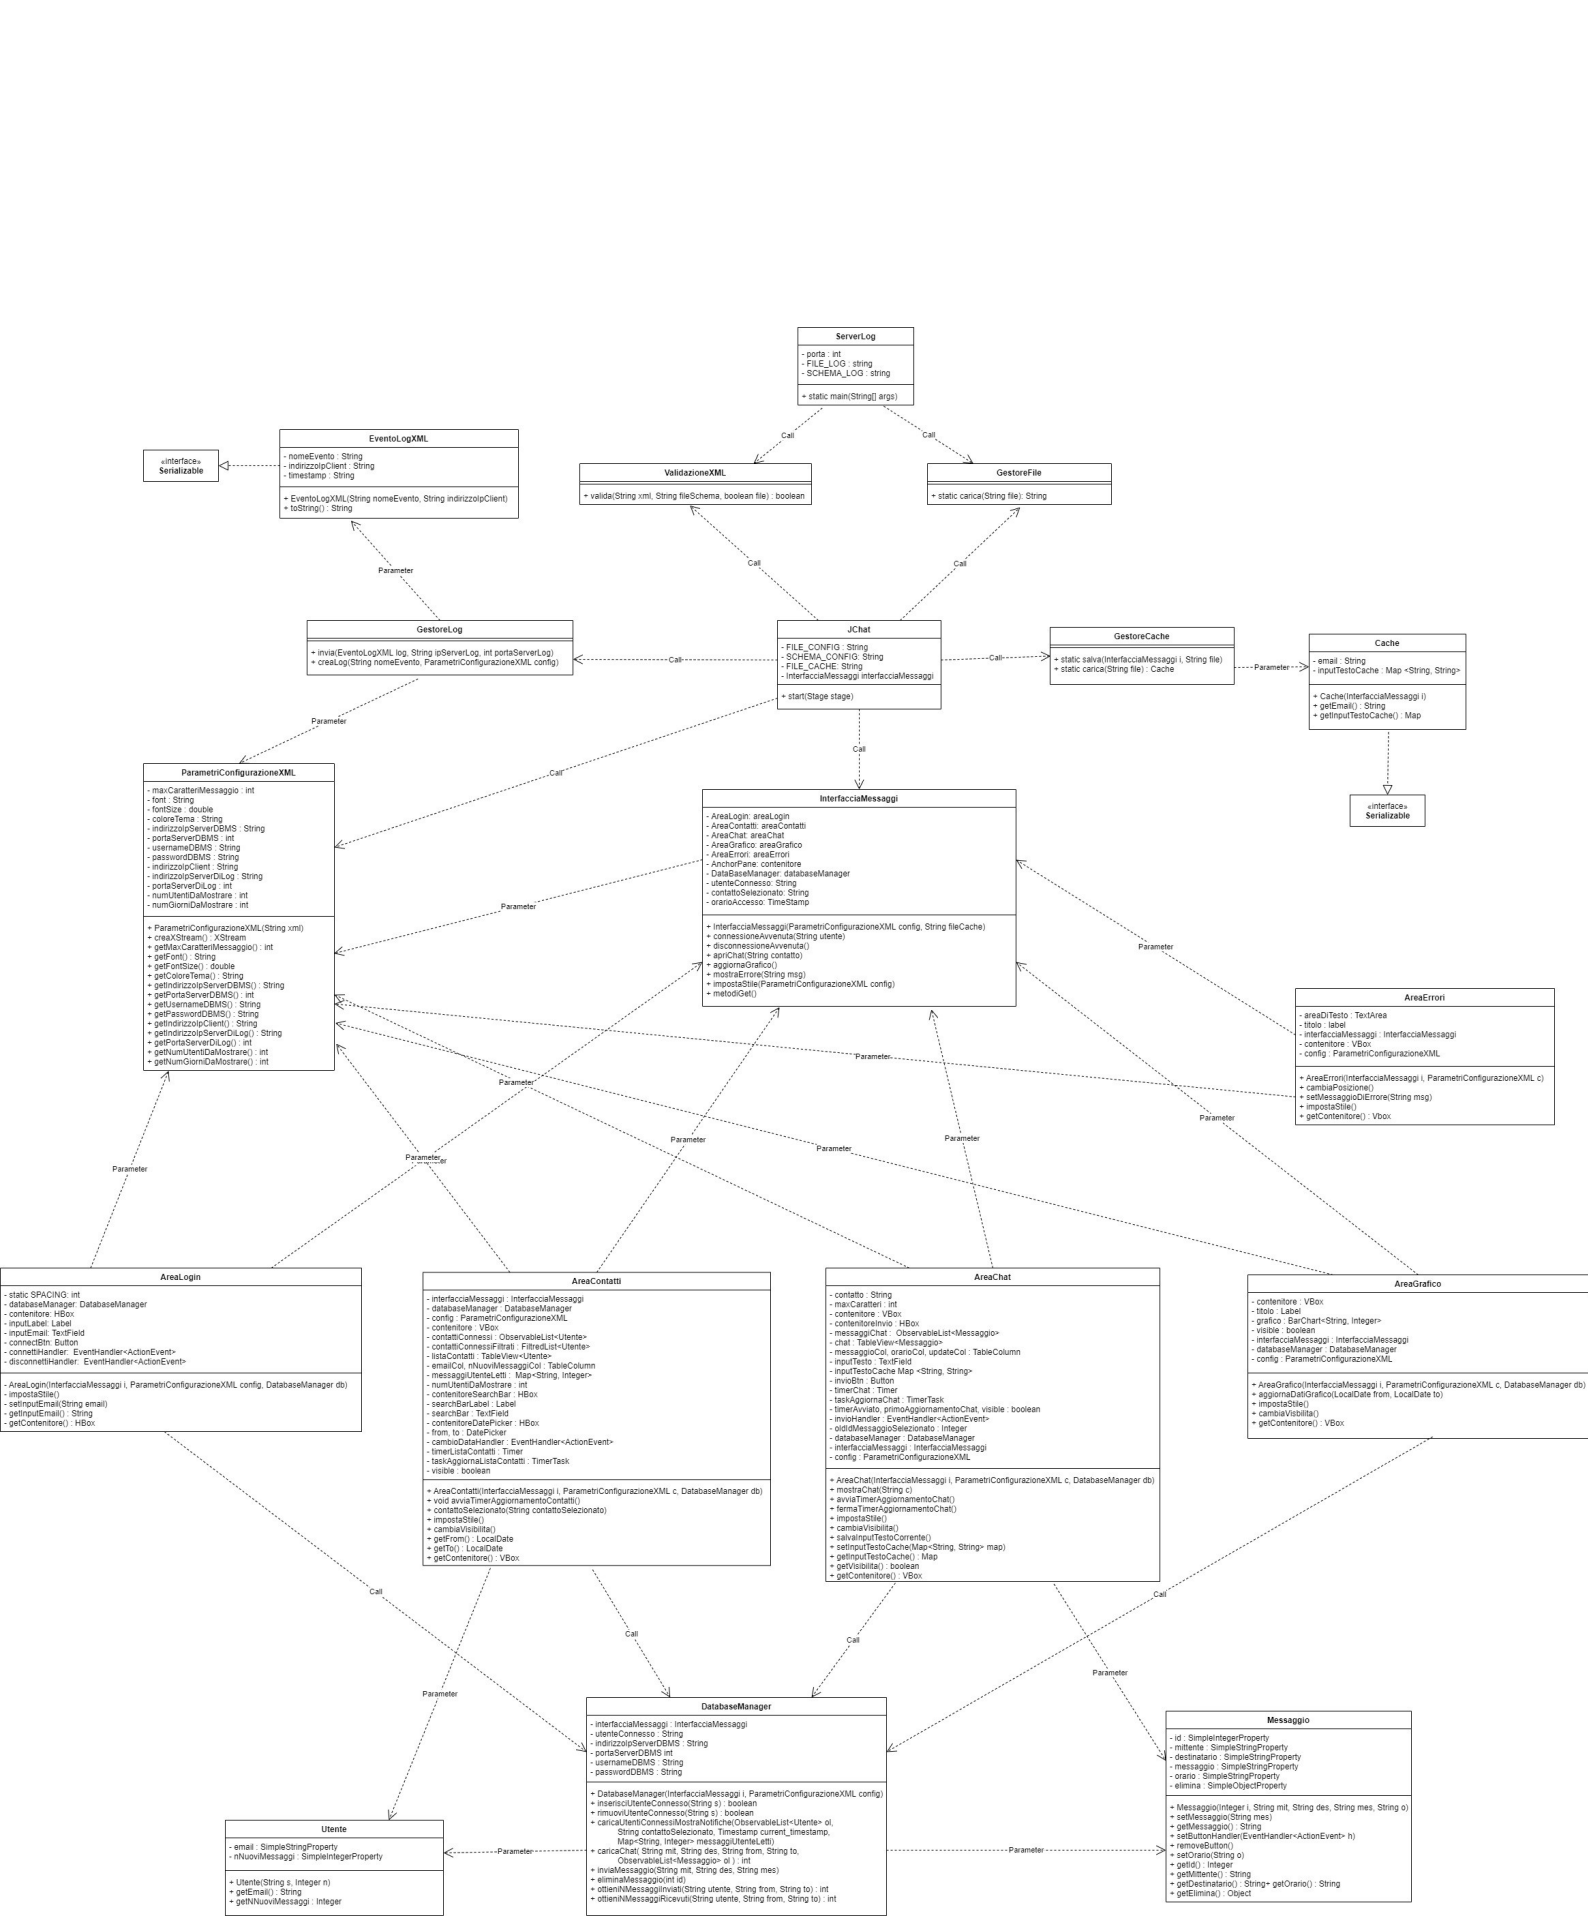 ServerLog
- porta : int
- FILE_LOG : string
- SCHEMA_LOG : string
+ static main(String[] args)
Call
Call
EventoLogXML
- nomeEvento : String
- indirizzoIpClient : String
- timestamp : String
+ EventoLogXML(String nomeEvento, String indirizzoIpClient)
+ toString() : String
«interface»
Serializable
ValidazioneXML
+ valida(String xml, String fileSchema, boolean file) : boolean
GestoreFile
+ static carica(String file): String
Parameter
Call
Call
GestoreLog
+ invia(EventoLogXML log, String ipServerLog, int portaServerLog)
+ creaLog(String nomeEvento, ParametriConfigurazioneXML config)
Call
JChat
- FILE_CONFIG : String
- SCHEMA_CONFIG: String
- FILE_CACHE: String
- InterfacciaMessaggi interfacciaMessaggi
+ start(Stage stage)
Call
GestoreCache
+ static salva(InterfacciaMessaggi i, String file)
+ static carica(String file) : Cache
Parameter
Cache
- email : String
- inputTestoCache : Map <String, String>
+ Cache(InterfacciaMessaggi i)
+ getEmail() : String
+ getInputTestoCache() : Map
Parameter
Call
Call
«interface»
Serializable
ParametriConfigurazioneXML
- maxCaratteriMessaggio : int
- font : String
- fontSize : double
- coloreTema : String
- indirizzoIpServerDBMS : String
- portaServerDBMS : int
- usernameDBMS : String
- passwordDBMS : String
- indirizzoIpClient : String
- indirizzoIpServerDiLog : String
- portaServerDiLog : int
- numUtentiDaMostrare : int
- numGiorniDaMostrare : int
+ ParametriConfigurazioneXML(String xml)
+ creaXStream() : XStream
+ getMaxCaratteriMessaggio() : int
+ getFont() : String
+ getFontSize() : double
+ getColoreTema() : String
+ getIndirizzoIpServerDBMS() : String
+ getPortaServerDBMS() : int
+ getUsernameDBMS() : String
+ getPasswordDBMS() : String
+ getIndirizzoIpClient() : String
+ getIndirizzoIpServerDiLog() : String
+ getPortaServerDiLog() : int
+ getNumUtentiDaMostrare() : int
+ getNumGiorniDaMostrare() : int
InterfacciaMessaggi
- AreaLogin: areaLogin
- AreaContatti: areaContatti
- AreaChat: areaChat
- AreaGrafico: areaGrafico
- AreaErrori: areaErrori
- AnchorPane: contenitore
- DataBaseManager: databaseManager
- utenteConnesso: String
- contattoSelezionato: String
- orarioAccesso: TimeStamp
+ InterfacciaMessaggi(ParametriConfigurazioneXML config, String fileCache)
+ connessioneAvvenuta(String utente)
+ disconnessioneAvvenuta()
+ apriChat(String contatto)
+ aggiornaGrafico()
+ mostraErrore(String msg)
+ impostaStile(ParametriConfigurazioneXML config)
+ metodiGet()
Parameter
Parameter
AreaErrori
- areaDiTesto : TextArea
- titolo : label
- interfacciaMessaggi : InterfacciaMessaggi
- contenitore : VBox
- config : ParametriConfigurazioneXML
+ AreaErrori(InterfacciaMessaggi i, ParametriConfigurazioneXML c)
+ cambiaPosizione()
+ setMessaggioDiErrore(String msg)
+ impostaStile()
+ getContenitore() : Vbox
Parameter
Parameter
Parameter
Parameter
Parameter
Parameter
Parameter
Parameter
Parameter
AreaLogin
- static SPACING: int
- databaseManager: DatabaseManager
- contenitore: HBox
- inputLabel: Label
- inputEmail: TextField
- connectBtn: Button
- connettiHandler: EventHandler<ActionEvent>
- disconnettiHandler:  EventHandler<ActionEvent>
- AreaLogin(InterfacciaMessaggi i, ParametriConfigurazioneXML config, DatabaseManager db)
- impostaStile()
- setInputEmail(String email)
- getInputEmail() : String
- getContenitore() : HBox
AreaContatti
- interfacciaMessaggi : InterfacciaMessaggi
- databaseManager : DatabaseManager
- config : ParametriConfigurazioneXML
- contenitore : VBox
- contattiConnessi : ObservableList<Utente>
- contattiConnessiFiltrati : FiltredList<Utente>
- listaContatti : TableView<Utente>
- emailCol, nNuoviMessaggiCol : TableColumn
- messaggiUtenteLetti :  Map<String, Integer>
- numUtentiDaMostrare : int
- contenitoreSearchBar : HBox
- searchBarLabel : Label
- searchBar : TextField
- contenitoreDatePicker : HBox
- from, to : DatePicker
- cambioDataHandler : EventHandler<ActionEvent>
- timerListaContatti : Timer
- taskAggiornaListaContatti : TimerTask
- visible : boolean
+ AreaContatti(InterfacciaMessaggi i, ParametriConfigurazioneXML c, DatabaseManager db)
+ void avviaTimerAggiornamentoContatti()
+ contattoSelezionato(String contattoSelezionato)
+ impostaStile()
+ cambiaVisibilita()
+ getFrom() : LocalDate
+ getTo() : LocalDate
+ getContenitore() : VBox
AreaChat
- contatto : String
- maxCaratteri : int
- contenitore : VBox
- contenitoreInvio : HBox
- messaggiChat :  ObservableList<Messaggio>
- chat : TableView<Messaggio>
- messaggioCol, orarioCol, updateCol : TableColumn
- inputTesto : TextField
- inputTestoCache Map <String, String>
- invioBtn : Button
- timerChat : Timer
- taskAggiornaChat : TimerTask
- timerAvviato, primoAggiornamentoChat, visible : boolean
- invioHandler : EventHandler<ActionEvent>
- oldIdMessaggioSelezionato : Integer
- databaseManager : DatabaseManager
- interfacciaMessaggi : InterfacciaMessaggi
- config : ParametriConfigurazioneXML
+ AreaChat(InterfacciaMessaggi i, ParametriConfigurazioneXML c, DatabaseManager db)
+ mostraChat(String c)
+ avviaTimerAggiornamentoChat()
+ fermaTimerAggiornamentoChat()
+ impostaStile()
+ cambiaVisibilita()
+ salvaInputTestoCorrente()
+ setInputTestoCache(Map<String, String> map)
+ getInputTestoCache() : Map
+ getVisibilita() : boolean
+ getContenitore() : VBox
AreaGrafico
- contenitore : VBox
- titolo : Label
- grafico : BarChart<String, Integer>
- visible : boolean
- interfacciaMessaggi : InterfacciaMessaggi
- databaseManager : DatabaseManager
- config : ParametriConfigurazioneXML
+ AreaGrafico(InterfacciaMessaggi i, ParametriConfigurazioneXML c, DatabaseManager db)
+ aggiornaDatiGrafico(LocalDate from, LocalDate to)
+ impostaStile()
+ cambiaVisbilita()
+ getContenitore() : VBox
Call
Call
Call
Call
Parameter
Parameter
DatabaseManager
- interfacciaMessaggi : InterfacciaMessaggi
- utenteConnesso : String
- indirizzoIpServerDBMS : String
- portaServerDBMS int
- usernameDBMS : String
- passwordDBMS : String
+ DatabaseManager(InterfacciaMessaggi i, ParametriConfigurazioneXML config)
+ inserisciUtenteConnesso(String s) : boolean
+ rimuoviUtenteConnesso(String s) : boolean
+ caricaUtentiConnessiMostraNotifiche(ObservableList<Utente> ol,
String contattoSelezionato, Timestamp current_timestamp,
Map<String, Integer> messaggiUtenteLetti)
+ caricaChat( String mit, String des, String from, String to,
ObservableList<Messaggio> ol ) : int
+ inviaMessaggio(String mit, String des, String mes)
+ eliminaMessaggio(int id)
+ ottieniNMessaggiInviati(String utente, String from, String to) : int
+ ottieniNMessaggiRicevuti(String utente, String from, String to) : int
Parameter
Parameter
Utente
- email : SimpleStringProperty
- nNuoviMessaggi : SimpleIntegerProperty
+ Utente(String s, Integer n)
+ getEmail() : String
+ getNNuoviMessaggi : Integer
Messaggio
- id : SimpleIntegerProperty
- mittente : SimpleStringProperty
- destinatario : SimpleStringProperty
- messaggio : SimpleStringProperty
- orario : SimpleStringProperty
- elimina : SimpleObjectProperty
+ Messaggio(Integer i, String mit, String des, String mes, String o)
+ setMessaggio(String mes)
+ getMessaggio() : String
+ setButtonHandler(EventHandler<ActionEvent> h)
+ removeButton()
+ setOrario(String o)
+ getid() : Integer
+ getMittente() : String
+ getDestinatario() : String+ getOrario() : String
+ getElimina() : Object